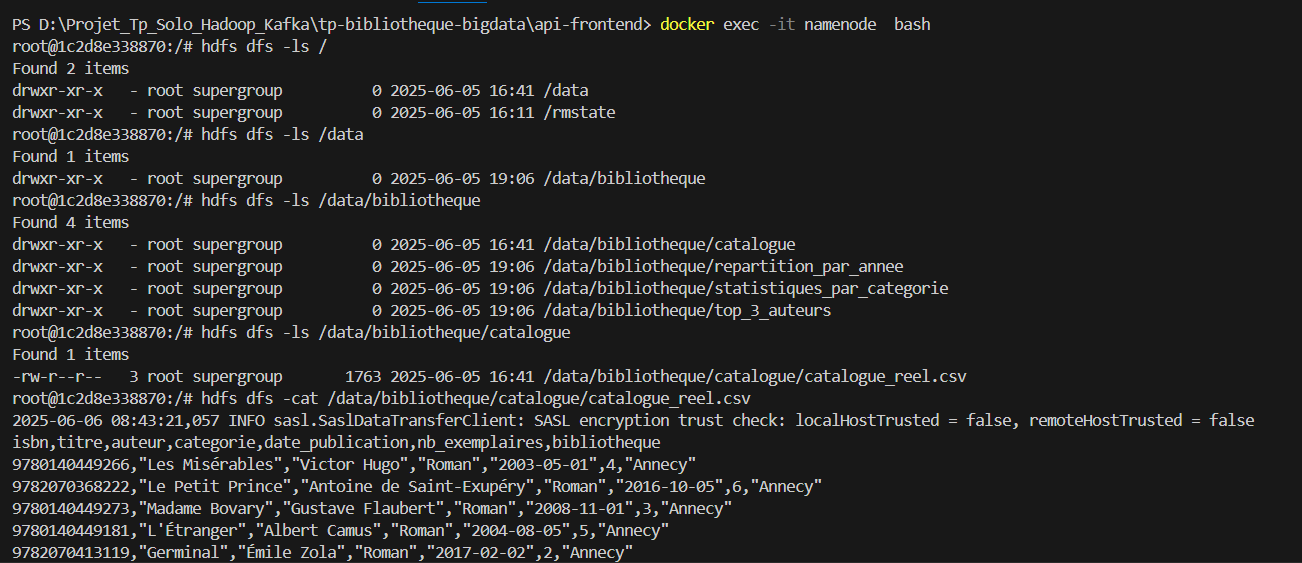 PS D:\Projet_Tp_Solo_Hadoop_Kafka\tp-bibliotheque-bigdata\api-frontend> docker exec -it namenode  bash
root@1c2d8e338870:/# hdfs dfs -ls /
Found 2 items
drwxr-xr-x   - root supergroup          0 2025-06-05 16:41 /data
drwxr-xr-x   - root supergroup          0 2025-06-05 16:11 /rmstate
root@1c2d8e338870:/# hdfs dfs -ls /data
Found 1 items
drwxr-xr-x   - root supergroup          0 2025-06-05 19:06 /data/bibliotheque
root@1c2d8e338870:/# hdfs dfs -ls /data/bibliotheque
Found 4 items
drwxr-xr-x   - root supergroup          0 2025-06-05 16:41 /data/bibliotheque/catalogue
drwxr-xr-x   - root supergroup          0 2025-06-05 19:06 /data/bibliotheque/repartition_par_annee
drwxr-xr-x   - root supergroup          0 2025-06-05 19:06 /data/bibliotheque/statistiques_par_categorie
drwxr-xr-x   - root supergroup          0 2025-06-05 19:06 /data/bibliotheque/top_3_auteurs
root@1c2d8e338870:/# hdfs dfs -ls /data/bibliotheque/catalogue
Found 1 items
-rw-r--r--   3 root supergroup       1763 2025-06-05 16:41 /data/bibliotheque/catalogue/catalogue_reel.csv
root@1c2d8e338870:/# hdfs dfs -cat /data/bibliotheque/catalogue/catalogue_reel.csv
2025-06-06 08:43:21,057 INFO sasl.SaslDataTransferClient: SASL encryption trust check: localHostTrusted = false, remoteHostTrusted = false
isbn,titre,auteur,categorie,date_publication,nb_exemplaires,bibliotheque
9780140449266,"Les Misérables","Victor Hugo","Roman","2003-05-01",4,"Annecy"
9782070368222,"Le Petit Prince","Antoine de Saint-Exupéry","Roman","2016-10-05",6,"Annecy"
9780140449273,"Madame Bovary","Gustave Flaubert","Roman","2008-11-01",3,"Annecy"
9780140449181,"L'Étranger","Albert Camus","Roman","2004-08-05",5,"Annecy"
9782070413119,"Germinal","Émile Zola","Roman","2017-02-02",2,"Annecy"